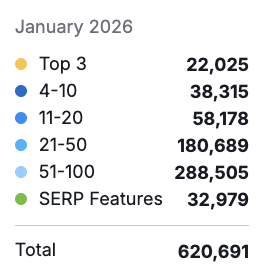 January 2026
Top 3 22,025
4-10 38,315
11-20 58,178
21-50 180,689
51-100 288,505
SERP Features 32,979
Total 620,691